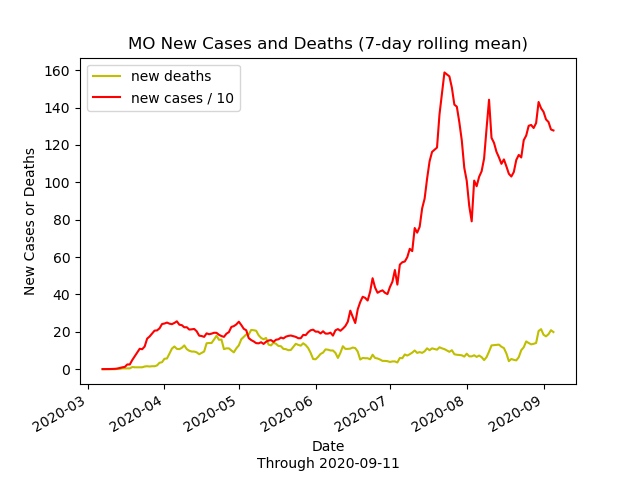 MO New Cases and Deaths (7-day rolling mean)
new deaths
new cases / 10
160
140
120
100
80
60
40
20
0
New Cases or Deaths
2020-03
2020-04
2020-05
2020-06
2020-07
2020-08
2020-09
Date
Through 2020-09-11